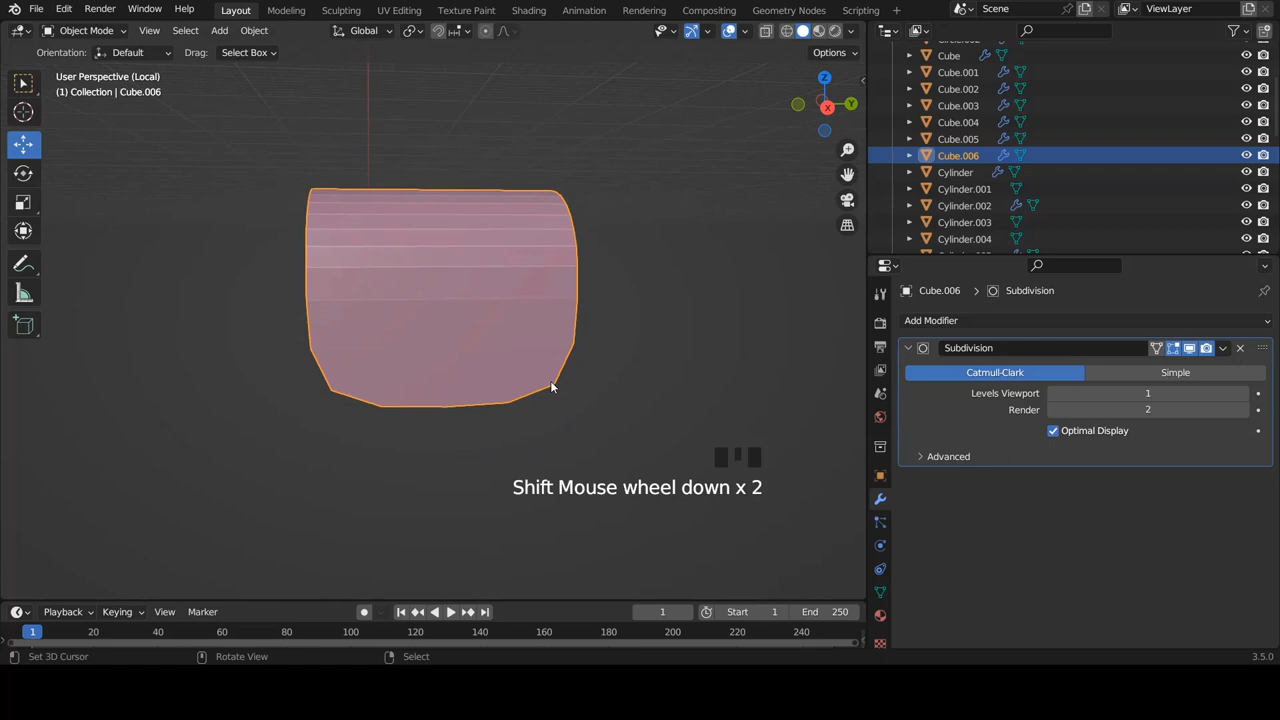 File Edit Render Window Help Layout Modeling Sculpting UV Editing Texture Paint Shading Animation Rendering Compositing Geometry Nodes Scripting + Scene ViewLayer
Object Mode View Select Add Object Global
Orientation: Default Drag: Select Box Options
User Perspective (Local)
(1) Collection | Cube.006
Z
Y
X
Cube
Cube.001
Cube.002
Cube.003
Cube.004
Cube.005
Cube.006
Cylinder
Cylinder.001
Cylinder.002
Cylinder.003
Cylinder.004
Cube.006 > Subdivision
Add Modifier
Subdivision
Catmull-Clark Simple
Levels Viewport 1
Render 2
Optimal Display
Advanced
Shift Mouse wheel down x 2
Playback Keying View Marker 1 Start 1 End 250
1 20 40 60 80 100 120 140 160 180 200 220 240
Set 3D Cursor Rotate View Select 3.5.0